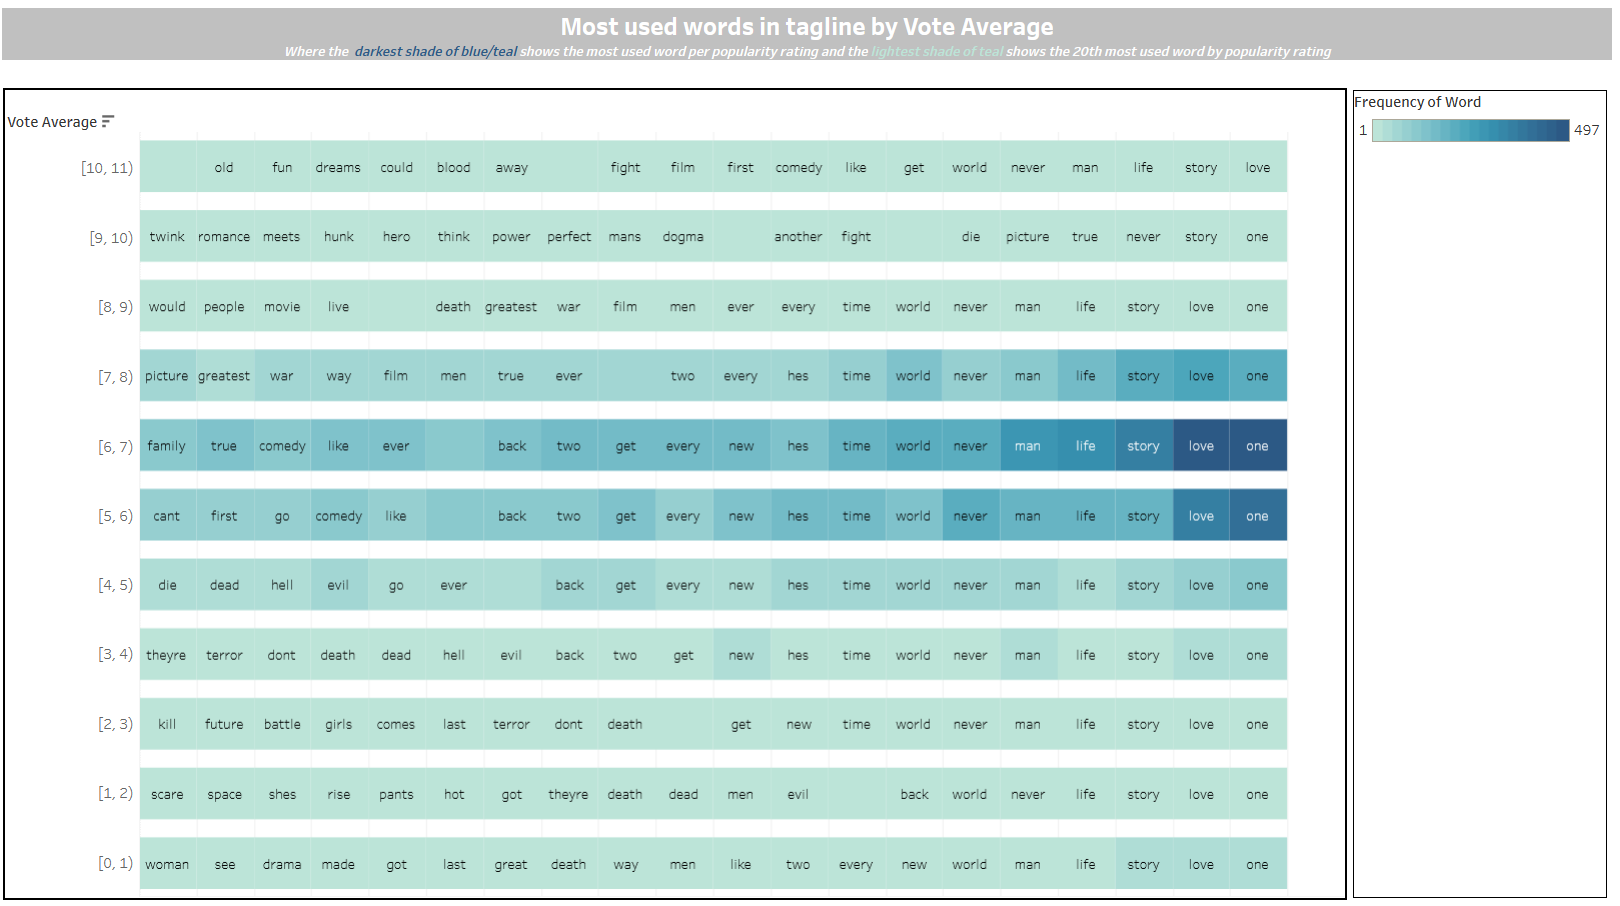 Most used words in tagline by Vote Average
Where the darkest shade of blue/teal shows the most used word per popularity rating and the lightest shade of teal shows the 20th most used word by popularity rating
Vote Average
[10, 11) old fun dreams could blood away fight film first comedy like get world never man life story love
[9, 10) twink romance meets hunk hero think power perfect mans dogma another fight die picture true never story one
[8, 9) would people movie live death greatest war film men ever every time world never man life story love one
[7, 8) picture greatest war way film men true ever two every hes time world never man life story love one
[6, 7) family true comedy like ever back two get every new hes time world never man life story love one
[5, 6) cant first go comedy like back two get every new hes time world never man life story love one
[4, 5) die dead hell evil go ever back get every new hes time world never man life story love one
[3, 4) theyre terror dont death dead hell evil back two get new hes time world never man life story love one
[2, 3) kill future battle girls comes last terror dont death get new time world never man life story love one
[1, 2) scare space shes rise pants hot got theyre death dead men evil back world never life story love one
[0, 1) woman see drama made got last great death way men like two every new world man life story love one
Frequency of Word
1 497